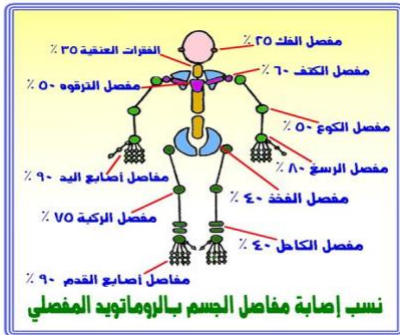 مفصل الفك ٢٥ ٪
الفقرات العنقية ٣٥ ٪
مفصل الكتف ٦٠ ٪
مفصل الترقوه ٥٠ ٪
مفصل الكوع ٥٠ ٪
مفصل الرسغ ٨٠ ٪
مفاصل أصابع اليد ٩٠ ٪
مفصل الفخذ ٤٠ ٪
مفصل الركبة ٧٥ ٪
مفصل الكاحل ٤٠ ٪
مفاصل أصابع القدم ٩٠ ٪
نسب إصابة مفاصل الجسم بالروماتويد المفصلي